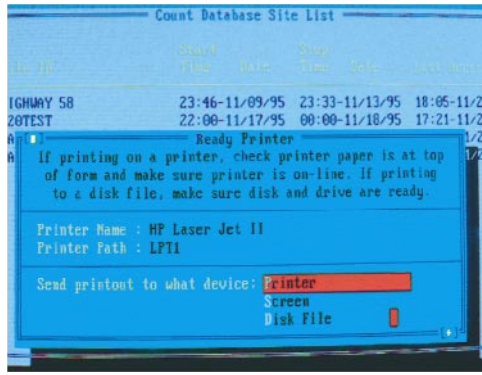 Count Database Site List
Start Stop
Time Date Time Date
IGHWAY 58 23:46-11/09/95 23:33-11/13/95 18:05-11/2
20TEST 22:00-11/17/95 00:00-11/18/95 17:21-11/2
A 1/2
A 1/2
Ready Printer
If printing on a printer, check printer paper is at top
of form and make sure printer is on-line. If printing
to a disk file, make sure disk and drive are ready.
Printer Name : HP Laser Jet II
Printer Path : LPT1
Send printout to what device: Printer
Screen
Disk File